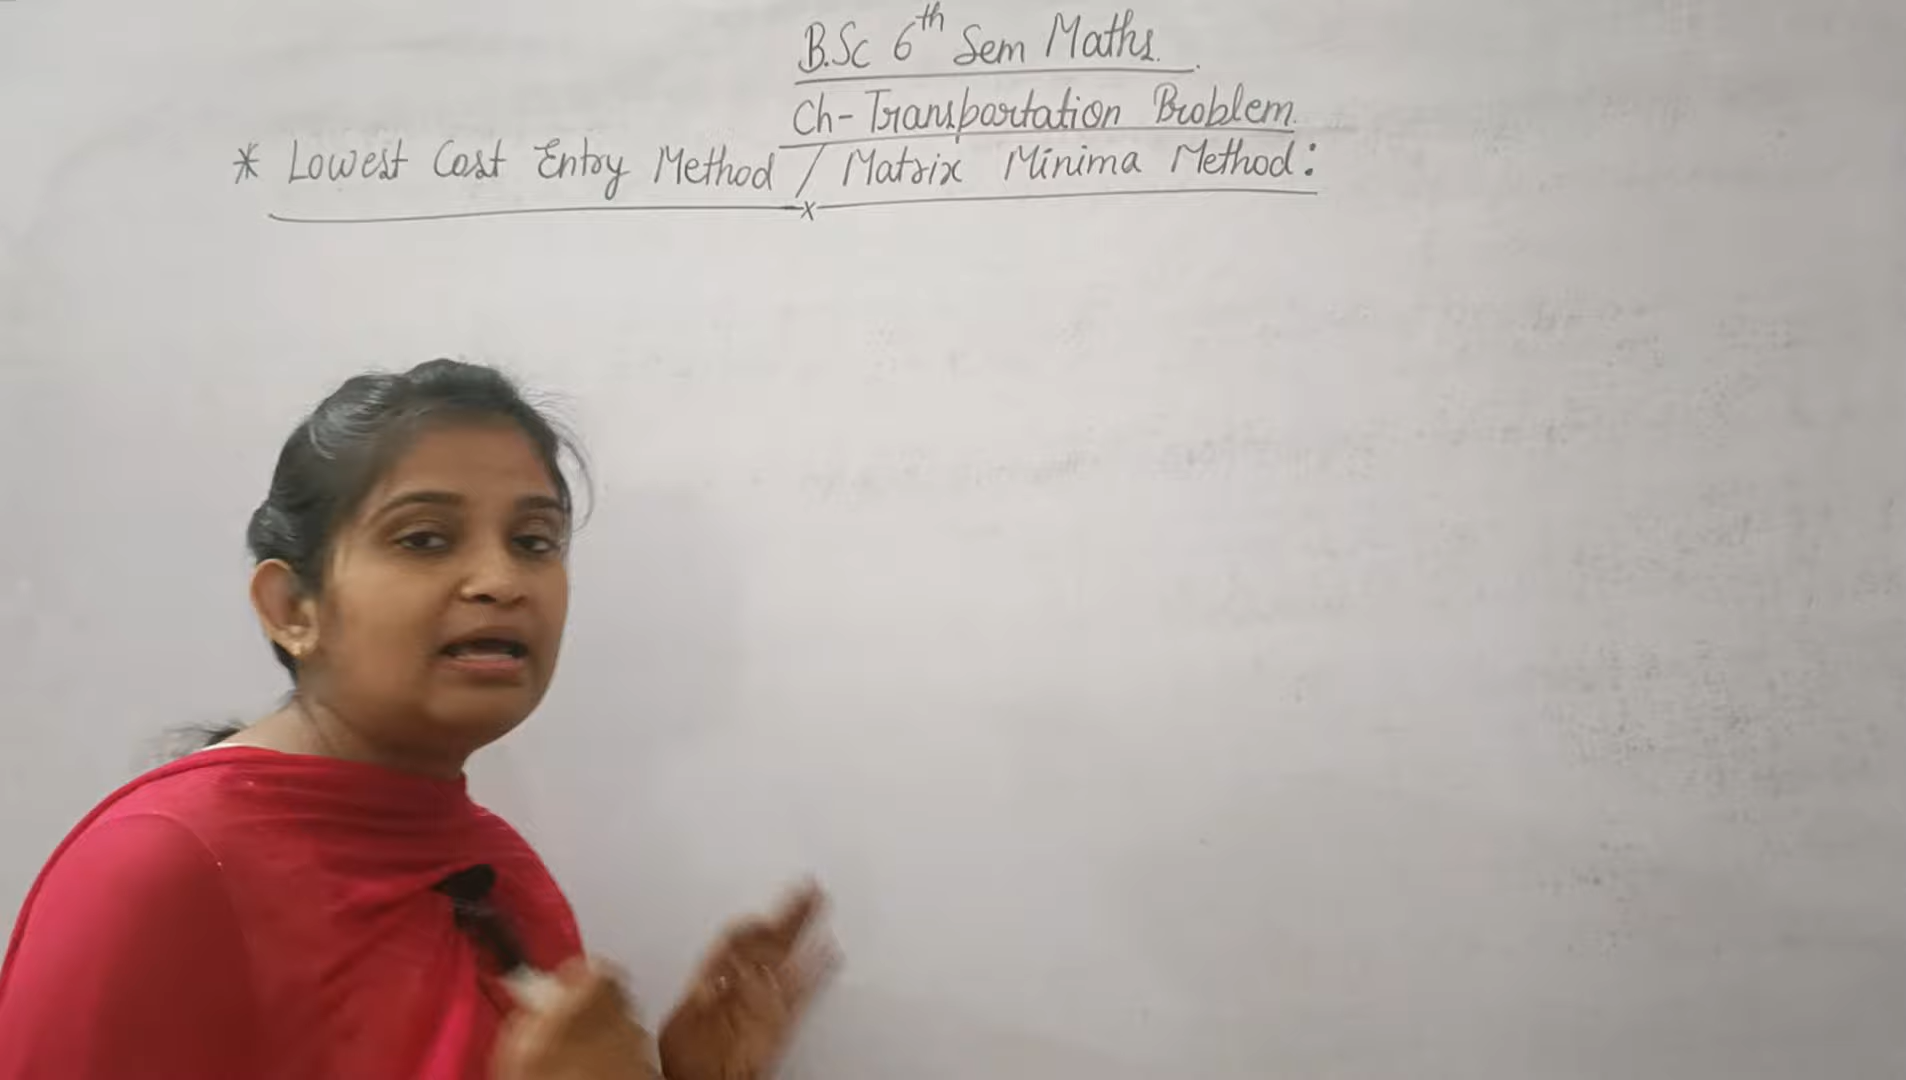 B.Sc 6th Sem Maths.
Ch- Transportation Problem.
* Lowest Cost Entry Method / Matrix Minima Method: